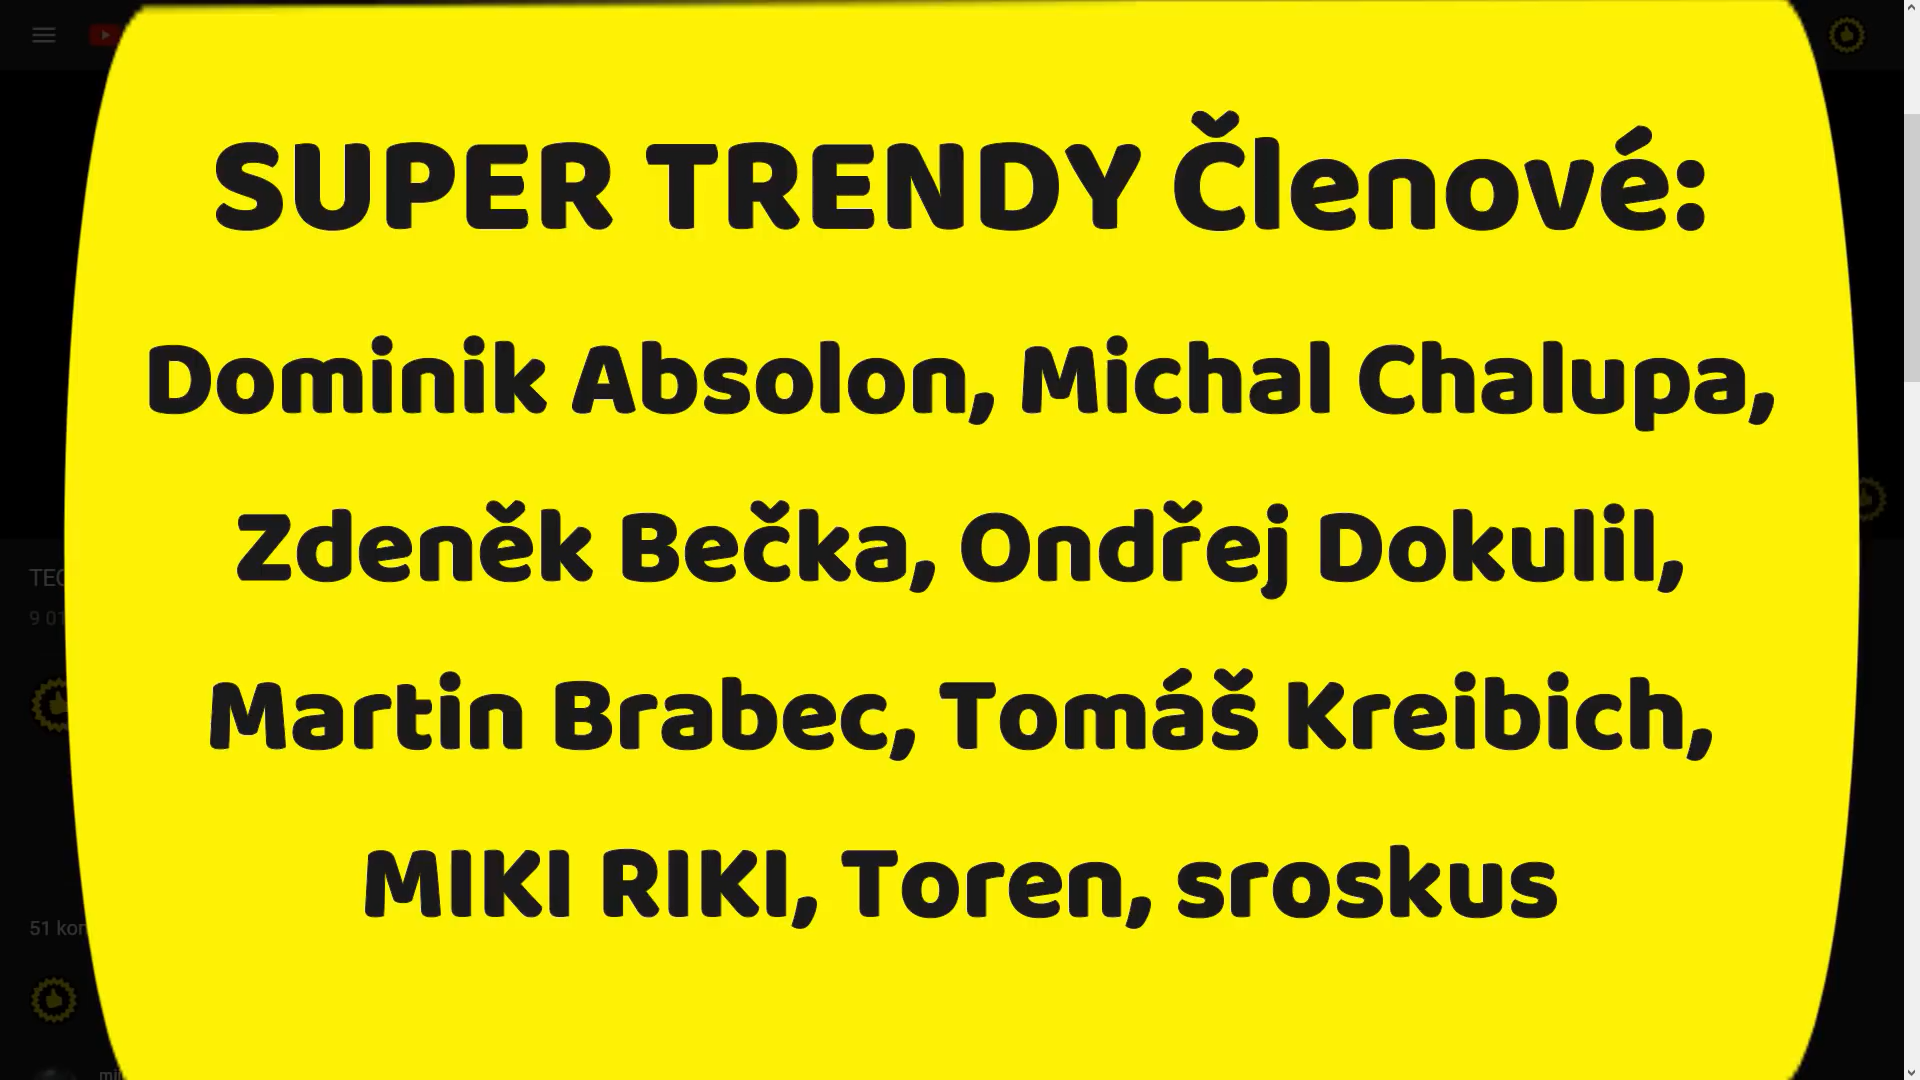 SUPER TRENDY Členové:
Dominik Absolon, Michal Chalupa,
Zdeněk Bečka, Ondřej Dokulil,
Martin Brabec, Tomáš Kreibich,
MIKI RIKI, Toren, sroskus
51